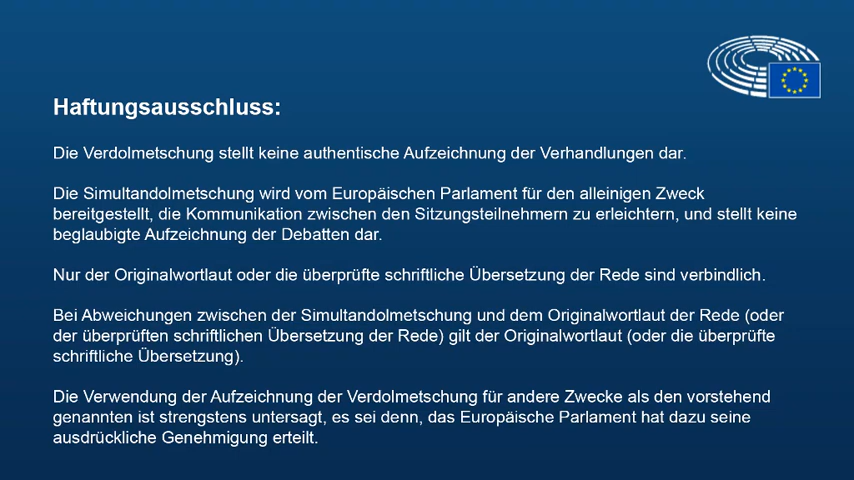 Haftungsausschluss:
Die Verdolmetschung stellt keine authentische Aufzeichnung der Verhandlungen dar.
Die Simultandolmetschung wird vom Europäischen Parlament für den alleinigen Zweck
bereitgestellt, die Kommunikation zwischen den Sitzungsteilnehmern zu erleichtern, und stellt keine
beglaubigte Aufzeichnung der Debatten dar.
Nur der Originalwortlaut oder die überprüfte schriftliche Übersetzung der Rede sind verbindlich.
Bei Abweichungen zwischen der Simultandolmetschung und dem Originalwortlaut der Rede (oder
der überprüften schriftlichen Übersetzung der Rede) gilt der Originalwortlaut (oder die überprüfte
schriftliche Übersetzung).
Die Verwendung der Aufzeichnung der Verdolmetschung für andere Zwecke als den vorstehend
genannten ist strengstens untersagt, es sei denn, das Europäische Parlament hat dazu seine
ausdrückliche Genehmigung erteilt.